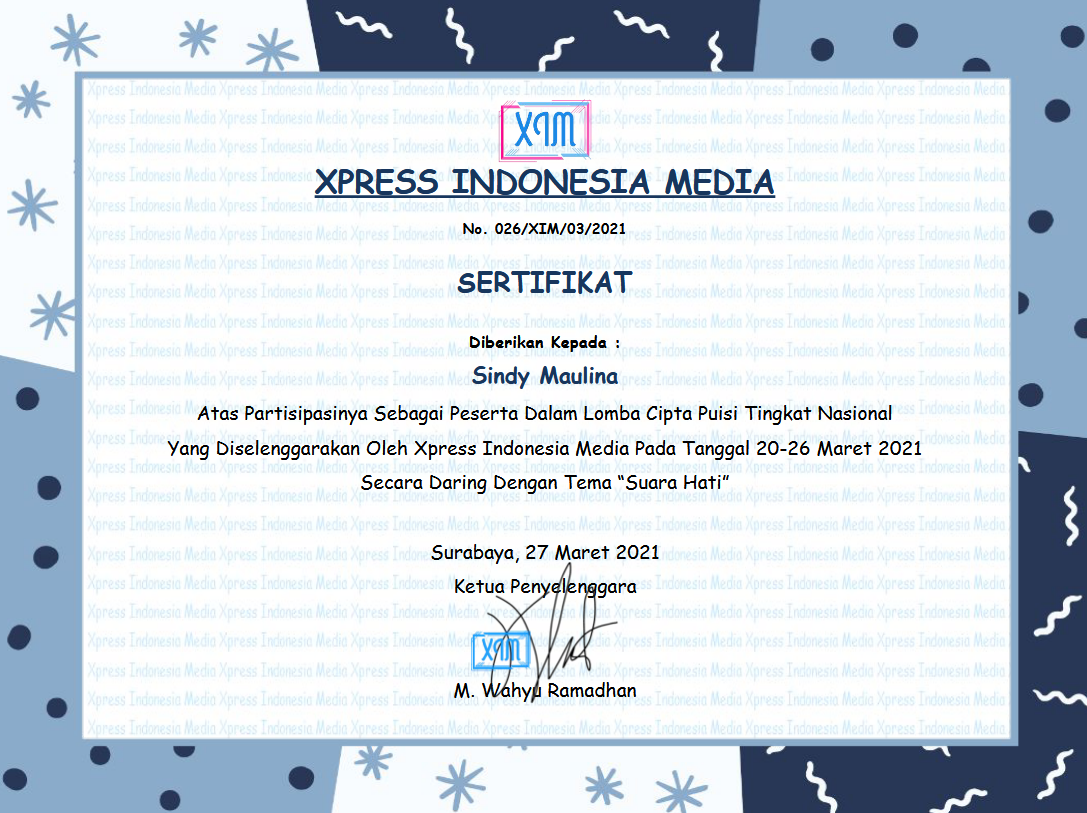 XIM
XPRESS INDONESIA MEDIA
No. 026/XIM/03/2021
SERTIFIKAT
Diberikan Kepada :
Sindy Maulina
Atas Partisipasinya Sebagai Peserta Dalam Lomba Cipta Puisi Tingkat Nasional
Yang Diselenggarakan Oleh Xpress Indonesia Media Pada Tanggal 20-26 Maret 2021
Secara Daring Dengan Tema “Suara Hati”
Surabaya, 27 Maret 2021
Ketua Penyelenggara
XIM
M. Wahyu Ramadhan